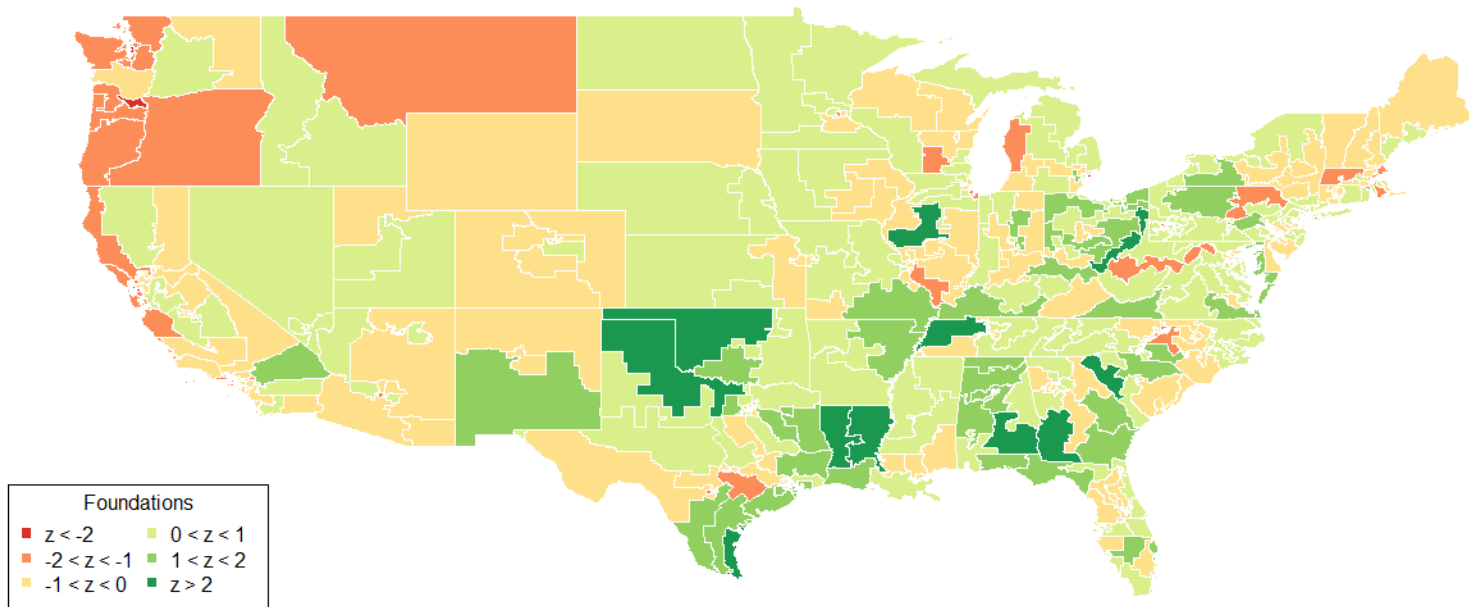 Foundations
z < -2
-2 < z < -1
-1 < z < 0
0 < z < 1
1 < z < 2
z > 2